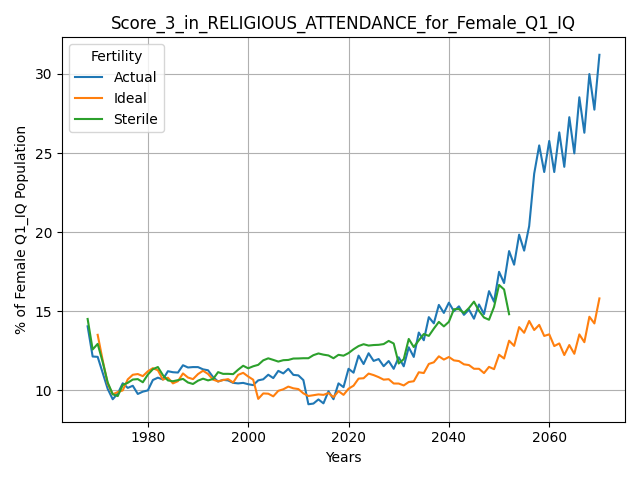 Score_3_in_RELIGIOUS_ATTENDANCE_for_Female_Q1_IQ
Fertility
Actual
Ideal
Sterile
% of Female Q1_IQ Population
30
25
20
15
10
1980
2000
2020
2040
2060
Years